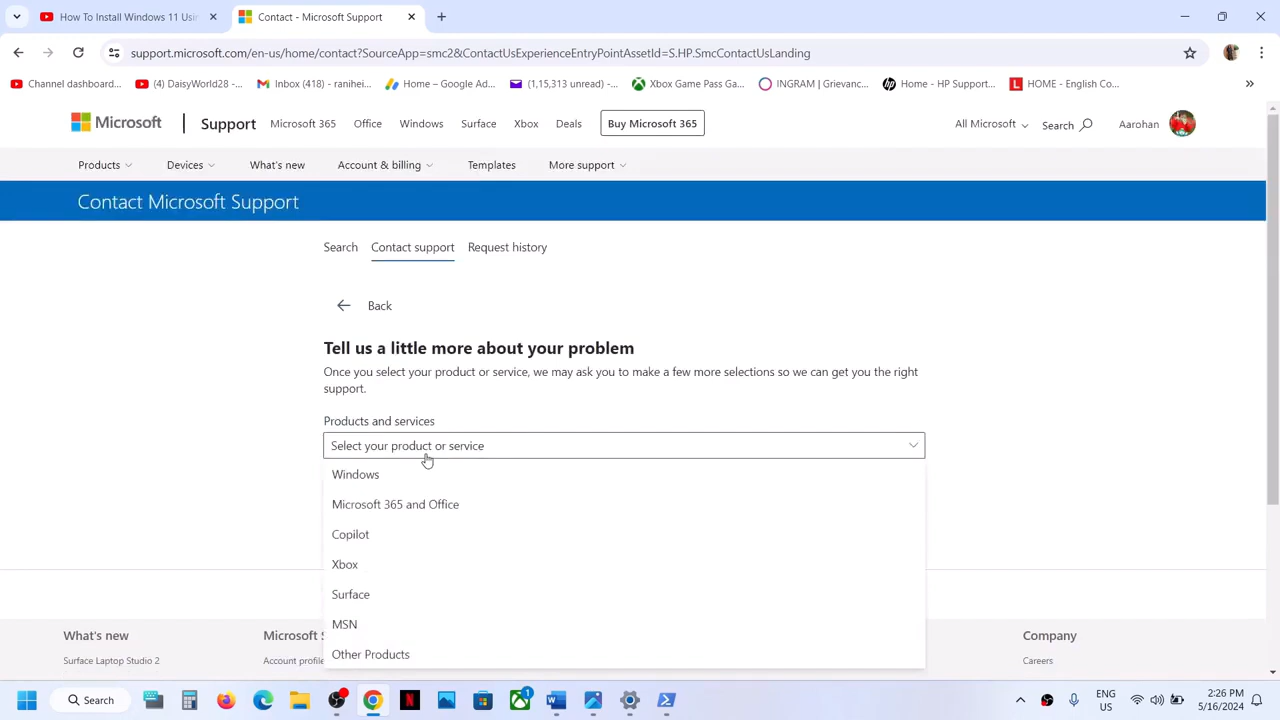 How To Install Windows 11 Usin
Contact - Microsoft Support
support.microsoft.com/en-us/home/contact?SourceApp=smc2&ContactUsExperienceEntryPointAssetId=S.HP.SmcContactUsLanding
Channel dashboard...
(4) DaisyWorld28 -...
Inbox (418) - ranihei...
Home – Google Ad...
(1,15,313 unread) -...
Xbox Game Pass Ga...
INGRAM | Grievanc...
Home - HP Support...
HOME - English Co...
Microsoft
Support
Microsoft 365
Office
Windows
Surface
Xbox
Deals
Buy Microsoft 365
All Microsoft
Search
Aarohan
Products
Devices
What's new
Account & billing
Templates
More support
Contact Microsoft Support
Search
Contact support
Request history
Back
Tell us a little more about your problem
Once you select your product or service, we may ask you to make a few more selections so we can get you the right
support.
Products and services
Select your product or service
Windows
Microsoft 365 and Office
Copilot
Xbox
Surface
MSN
Other Products
What's new
Microsoft S
Company
Surface Laptop Studio 2
Account profile
Careers
Search
1
ENG
US
2:26 PM
5/16/2024